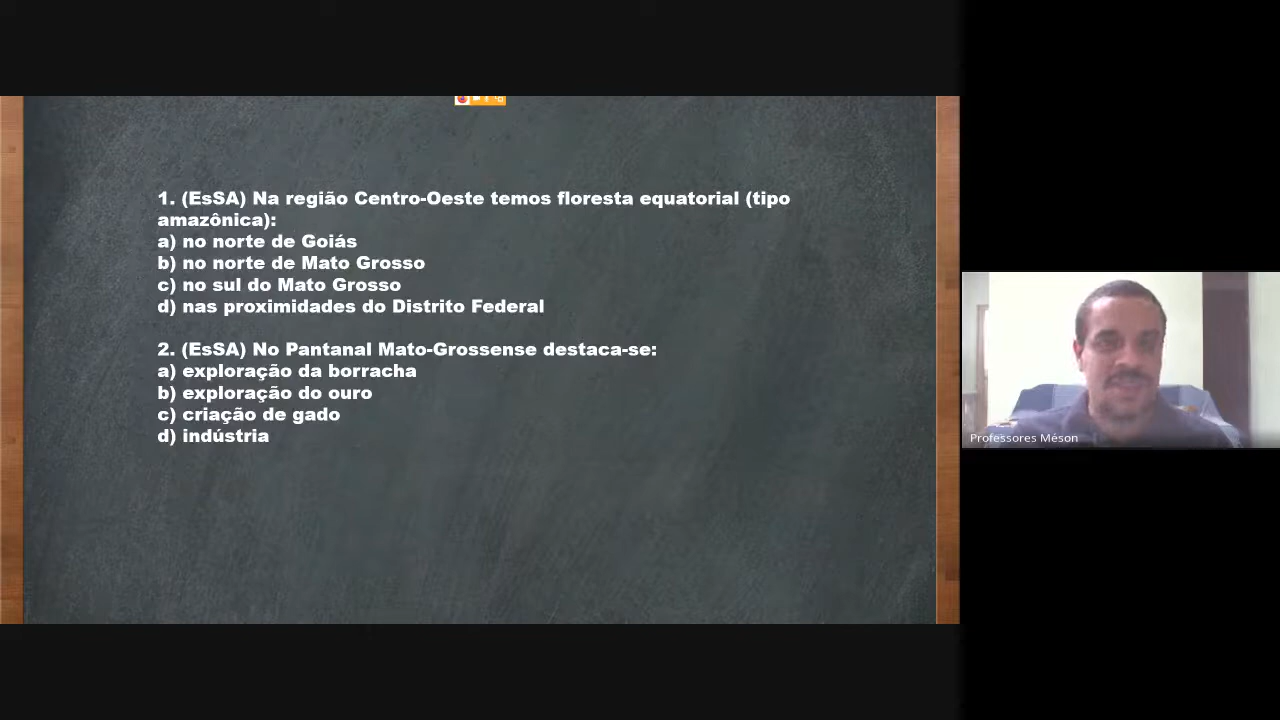 1. (EsSA) Na região Centro-Oeste temos floresta equatorial (tipo
amazônica):
a) no norte de Goiás
b) no norte de Mato Grosso
c) no sul do Mato Grosso
d) nas proximidades do Distrito Federal
2. (EsSA) No Pantanal Mato-Grossense destaca-se:
a) exploração da borracha
b) exploração do ouro
c) criação de gado
d) indústria
Professores Méson